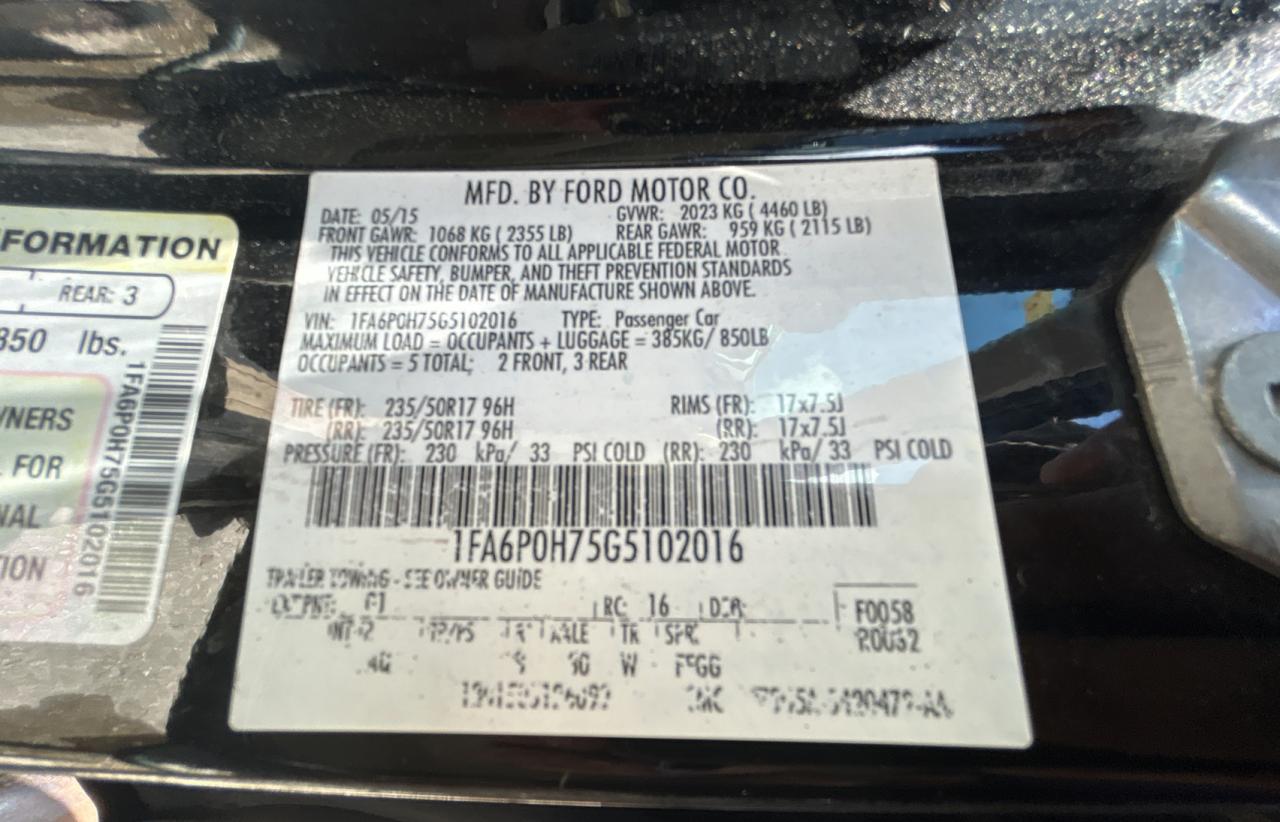 FORMATION
REAR: 3
850 lbs.
WNERS
FOR
NAL
ION
1FA6P0H75G5102016
MFD. BY FORD MOTOR CO.
DATE: 05/15 GVWR: 2023 KG ( 4460 LB)
FRONT GAWR: 1068 KG ( 2355 LB) REAR GAWR: 959 KG ( 2115 LB)
THIS VEHICLE CONFORMS TO ALL APPLICABLE FEDERAL MOTOR
VEHICLE SAFETY, BUMPER, AND THEFT PREVENTION STANDARDS
IN EFFECT ON THE DATE OF MANUFACTURE SHOWN ABOVE.
VIN: 1FA6P0H75G5102016 TYPE: Passenger Car
MAXIMUM LOAD = OCCUPANTS + LUGGAGE = 385KG/ 850LB
OCCUPANTS = 5 TOTAL; 2 FRONT, 3 REAR
TIRE (FR): 235/50R17 96H RIMS (FR): 17x7.5J
(RR): 235/50R17 96H (RR): 17x7.5J
PRESSURE (FR): 230 kPa/ 33 PSI COLD (RR): 230 kPa/ 33 PSI COLD
1FA6P0H75G5102016
TRAILER TOWING - SEE OWNER GUIDE
RC: 16 DSO: F0058
TR SPR
W